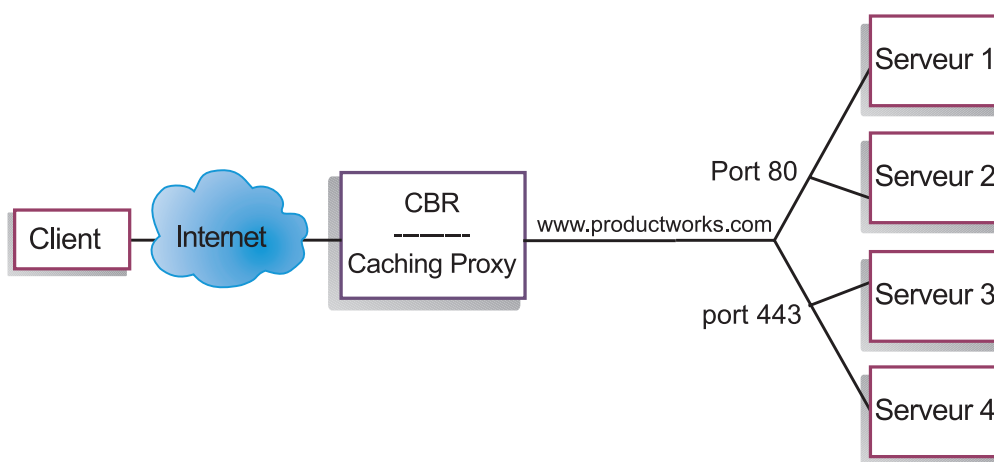 Client
Internet
CBR
------
Caching Proxy
www.productworks.com
Port 80
port 443
Serveur 1
Serveur 2
Serveur 3
Serveur 4